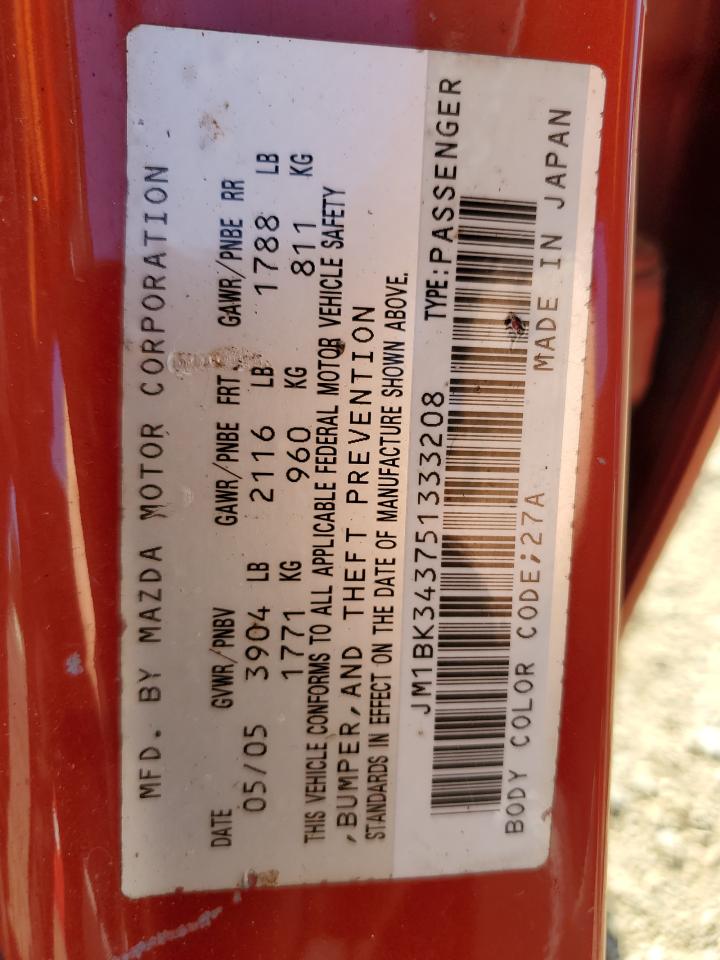 MFD. BY MAZDA MOTOR CORPORATION
DATE GVWR/PNBV GAWR/PNBE FRT. GAWR/PNBE RR
05/05 3904 LB 2116 LB 1788 LB
1771 KG 960 KG 811 KG
THIS VEHICLE CONFORMS TO ALL APPLICABLE FEDERAL MOTOR VEHICLE SAFETY
,BUMPER,AND THEFT PREVENTION
STANDARDS IN EFFECT ON THE DATE OF MANUFACTURE SHOWN ABOVE.
JM1BK343751333208 TYPE:PASSENGER
BODY COLOR CODE;27A MADE IN JAPAN